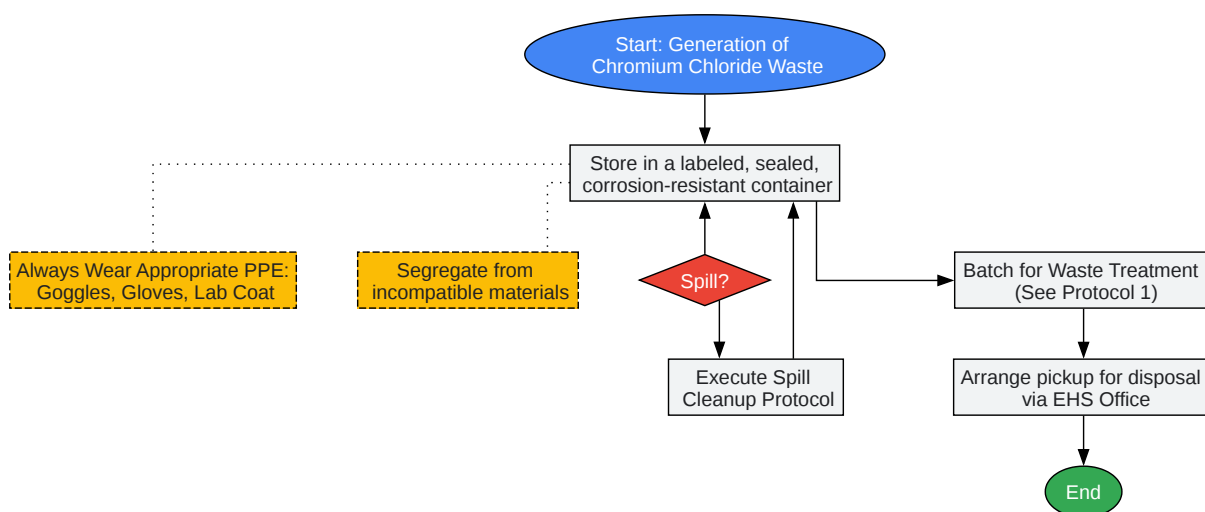 Start: Generation of
Chromium Chloride Waste
Store in a labeled, sealed,
corrosion-resistant container
Always Wear Appropriate PPE:
Goggles, Gloves, Lab Coat
Segregate from
incompatible materials
Spill?
Batch for Waste Treatment
(See Protocol 1)
Execute Spill
Cleanup Protocol
Arrange pickup for disposal
via EHS Office
End